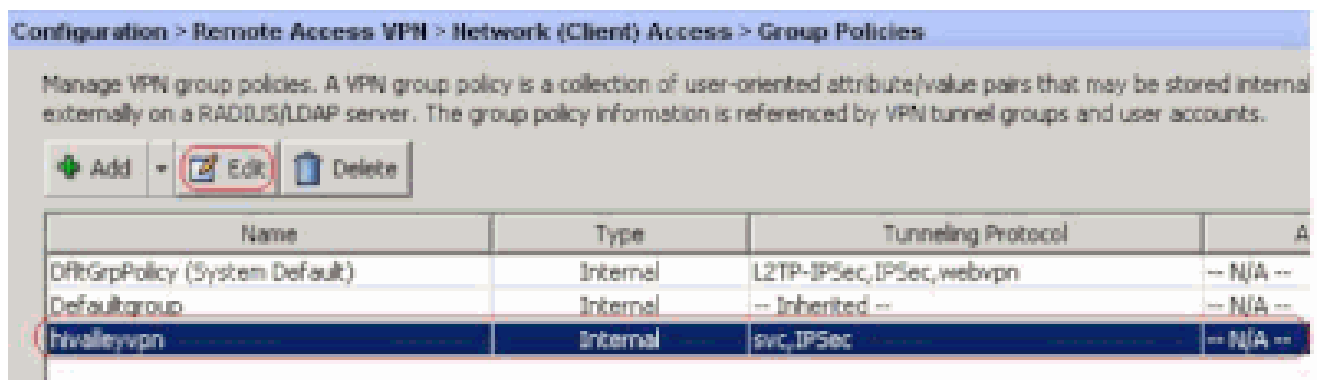 Configuration > Remote Access VPN > Network (Client) Access > Group Policies
Manage VPN group policies. A VPN group policy is a collection of user-oriented attribute/value pairs that may be stored internal
externally on a RADIUS/LDAP server. The group policy information is referenced by VPN tunnel groups and user accounts.
Add Edit Delete
Name Type Tunneling Protocol A
DfltGrpPolicy (System Default) Internal L2TP-IPSec,IPSec,webvpn -- N/A --
Defaultgroup Internal -- Inherited -- -- N/A --
hivalleyvpn Internal svc,IPSec -- N/A --